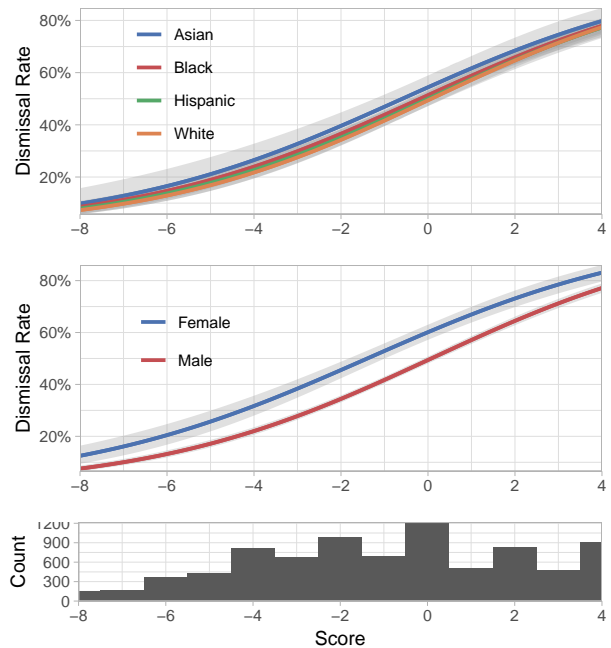 80%
60%
40%
20%
Dismissal Rate
Asian
Black
Hispanic
White
−8 −6 −4 −2 0 2 4
80%
60%
40%
20%
Dismissal Rate
Female
Male
−8 −6 −4 −2 0 2 4
1200
900
600
300
0
Count
−8 −6 −4 −2 0 2 4
Score